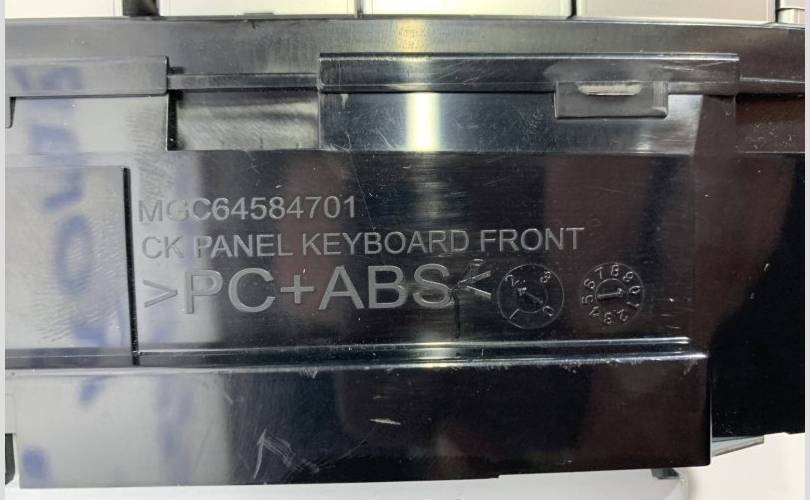 MGC64584701
CK PANEL KEYBOARD FRONT
>PC+ABS<